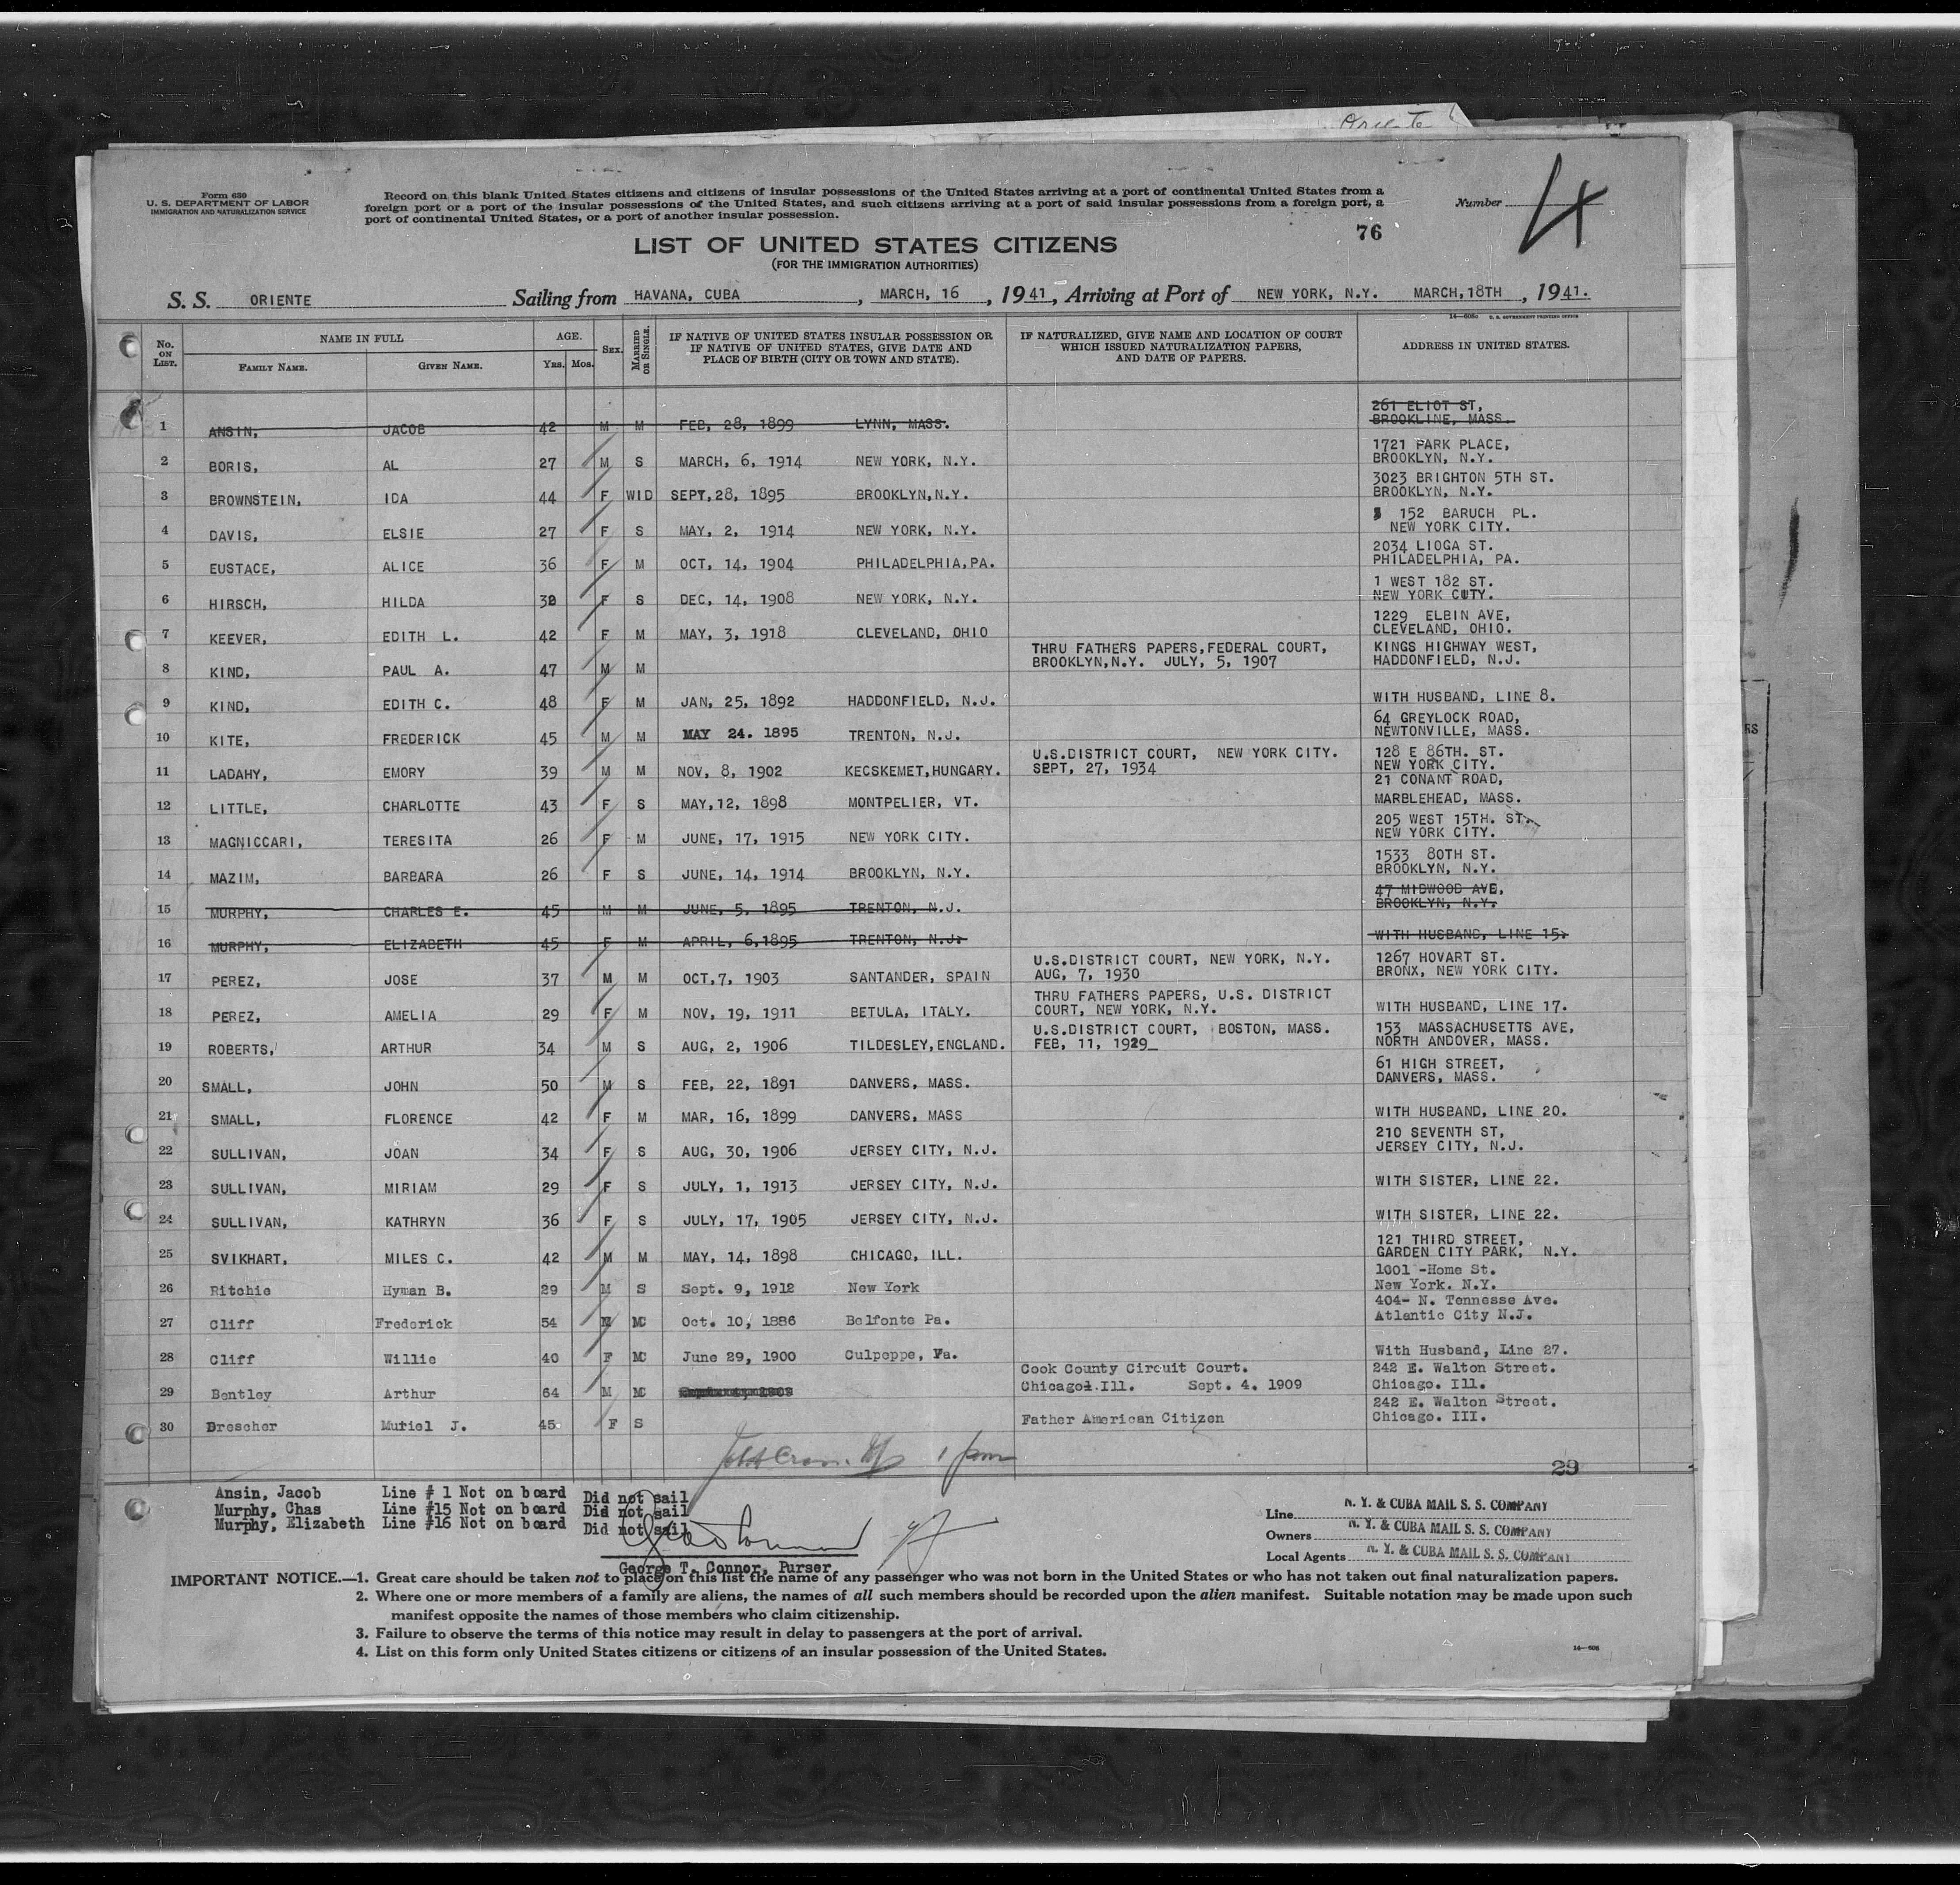 Form 630
U. S. DEPARTMENT OF LABOR
IMMIGRATION AND NATURALIZATION SERVICE
Record on this blank United States citizens and citizens of insular possessions of the United States arriving at a port of continental United States from a
foreign port or a port of the insular possessions of the United States, and such citizens arriving at a port of said insular possessions from a foreign port, a
port of continental United States, or a port of another insular possession.
Number 4
76
LIST OF UNITED STATES CITIZENS
(FOR THE IMMIGRATION AUTHORITIES)
S. S. ORIENTE Sailing from HAVANA, CUBA, MARCH, 16, 1941, Arriving at Port of NEW YORK, N.Y. MARCH,18TH, 1941.
No. ON LIST. NAME IN FULL FAMILY NAME. GIVEN NAME. AGE. YRS. MOS. SEX. MARRIED OR SINGLE. IF NATIVE OF UNITED STATES INSULAR POSSESSION OR IF NATIVE OF UNITED STATES, GIVE DATE AND PLACE OF BIRTH (CITY OR TOWN AND STATE). IF NATURALIZED, GIVE NAME AND LOCATION OF COURT WHICH ISSUED NATURALIZATION PAPERS, AND DATE OF PAPERS. ADDRESS IN UNITED STATES.
14—608a U. S. GOVERNMENT PRINTING OFFICE
1 ANSIN, JACOB 42 M M FEB, 28, 1899 LYNN, MASS. 261 ELIOT ST, BROOKLINE, MASS.
2 BORIS, AL 27 M S MARCH, 6, 1914 NEW YORK, N.Y. 1721 PARK PLACE, BROOKLYN, N.Y.
3 BROWNSTEIN, IDA 44 F WID SEPT,28, 1895 BROOKLYN,N.Y. 3023 BRIGHTON 5TH ST. BROOKLYN, N.Y.
4 DAVIS, ELSIE 27 F S MAY, 2, 1914 NEW YORK, N.Y. 152 BARUCH PL. NEW YORK CITY.
5 EUSTACE, ALICE 36 F M OCT, 14, 1904 PHILADELPHIA,PA. 2034 LIOGA ST. PHILADELPHIA, PA.
6 HIRSCH, HILDA 32 F S DEC, 14, 1908 NEW YORK, N.Y. 1 WEST 182 ST. NEW YORK CUTY.
7 KEEVER, EDITH L. 42 F M MAY, 3, 1918 CLEVELAND, OHIO 1229 ELBIN AVE, CLEVELAND, OHIO.
8 KIND, PAUL A. 47 M M THRU FATHERS PAPERS,FEDERAL COURT, BROOKLYN,N.Y. JULY, 5, 1907 KINGS HIGHWAY WEST, HADDONFIELD, N.J.
9 KIND, EDITH C. 48 F M JAN, 25, 1892 HADDONFIELD, N.J. WITH HUSBAND, LINE 8.
10 KITE, FREDERICK 45 M M MAY 24. 1895 TRENTON, N.J. 64 GREYLOCK ROAD, NEWTONVILLE, MASS.
11 LADAHY, EMORY 39 M M NOV, 8, 1902 KECSKEMET,HUNGARY. U.S.DISTRICT COURT, NEW YORK CITY. SEPT, 27, 1934 128 E 86TH. ST. NEW YORK CITY.
12 LITTLE, CHARLOTTE 43 F S MAY,12, 1898 MONTPELIER, VT. 21 CONANT ROAD, MARBLEHEAD, MASS.
13 MAGNICCARI, TERESITA 26 F M JUNE, 17, 1915 NEW YORK CITY. 205 WEST 15TH. ST. NEW YORK CITY.
14 MAZIM, BARBARA 26 F S JUNE, 14, 1914 BROOKLYN, N.Y. 1533 80TH ST. BROOKLYN, N.Y.
15 MURPHY, CHARLES E. 45 M M JUNE, 5, 1895 TRENTON, N.J. 47 MIDWOOD AVE, BROOKLYN, N.Y.
16 MURPHY, ELIZABETH 45 F M APRIL, 6,1895 TRENTON, N.J. WITH HUSBAND, LINE 15.
17 PEREZ, JOSE 37 M M OCT,7, 1903 SANTANDER, SPAIN U.S.DISTRICT COURT, NEW YORK, N.Y. AUG, 7, 1930 1267 HOVART ST. BRONX, NEW YORK CITY.
18 PEREZ, AMELIA 29 F M NOV, 19, 1911 BETULA, ITALY. THRU FATHERS PAPERS, U.S. DISTRICT COURT, NEW YORK, N.Y. WITH HUSBAND, LINE 17.
19 ROBERTS, ARTHUR 34 M S AUG, 2, 1906 TILDESLEY,ENGLAND. U.S.DISTRICT COURT, BOSTON, MASS. FEB, 11, 1929 153 MASSACHUSETTS AVE, NORTH ANDOVER, MASS.
20 SMALL, JOHN 50 M S FEB, 22, 1891 DANVERS, MASS. 61 HIGH STREET, DANVERS, MASS.
21 SMALL, FLORENCE 42 F M MAR, 16, 1899 DANVERS, MASS WITH HUSBAND, LINE 20.
22 SULLIVAN, JOAN 34 F S AUG, 30, 1906 JERSEY CITY, N.J. 210 SEVENTH ST, JERSEY CITY, N.J.
23 SULLIVAN, MIRIAM 29 F S JULY, 1, 1913 JERSEY CITY, N.J. WITH SISTER, LINE 22.
24 SULLIVAN, KATHRYN 36 F S JULY, 17, 1905 JERSEY CITY, N.J. WITH SISTER, LINE 22.
25 SVIKHART, MILES C. 42 M M MAY, 14, 1898 CHICAGO, ILL. 121 THIRD STREET, GARDEN CITY PARK, N.Y.
26 Ritchie Hyman B. 29 M S Sept. 9, 1912 New York 1001 -Home St. New York. N.Y.
27 Cliff Frederick 54 M MC Oct. 10, 1886 Belfonte Pa. 404- N. Tennesse Ave. Atlantic City N.J.
28 Cliff Willie 40 F MC June 29, 1900 Culpeppe, Va. With Husband, Line 27.
29 Bentley Arthur 64 M MC Cook County Circuit Court. Chicago. Ill. Sept. 4. 1909 242 E. Walton Street. Chicago. Ill.
30 Drescher Muriel J. 45 F S Father American Citizen 242 E. Walton Street. Chicago. III.
1 pm
29
Ansin, Jacob Line # 1 Not on board Did not sail
Murphy, Chas Line #15 Not on board Did not sail
Murphy, Elizabeth Line #16 Not on board Did not sail
George T. Connor, Purser
Line N. Y. & CUBA MAIL S. S. COMPANY
Owners N. Y. & CUBA MAIL S. S. COMPANY
Local Agents N. Y. & CUBA MAIL S. S. COMPANY
IMPORTANT NOTICE.—1. Great care should be taken not to place on this list the name of any passenger who was not born in the United States or who has not taken out final naturalization papers.
2. Where one or more members of a family are aliens, the names of all such members should be recorded upon the alien manifest. Suitable notation may be made upon such
manifest opposite the names of those members who claim citizenship.
3. Failure to observe the terms of this notice may result in delay to passengers at the port of arrival.
4. List on this form only United States citizens or citizens of an insular possession of the United States.
14—608